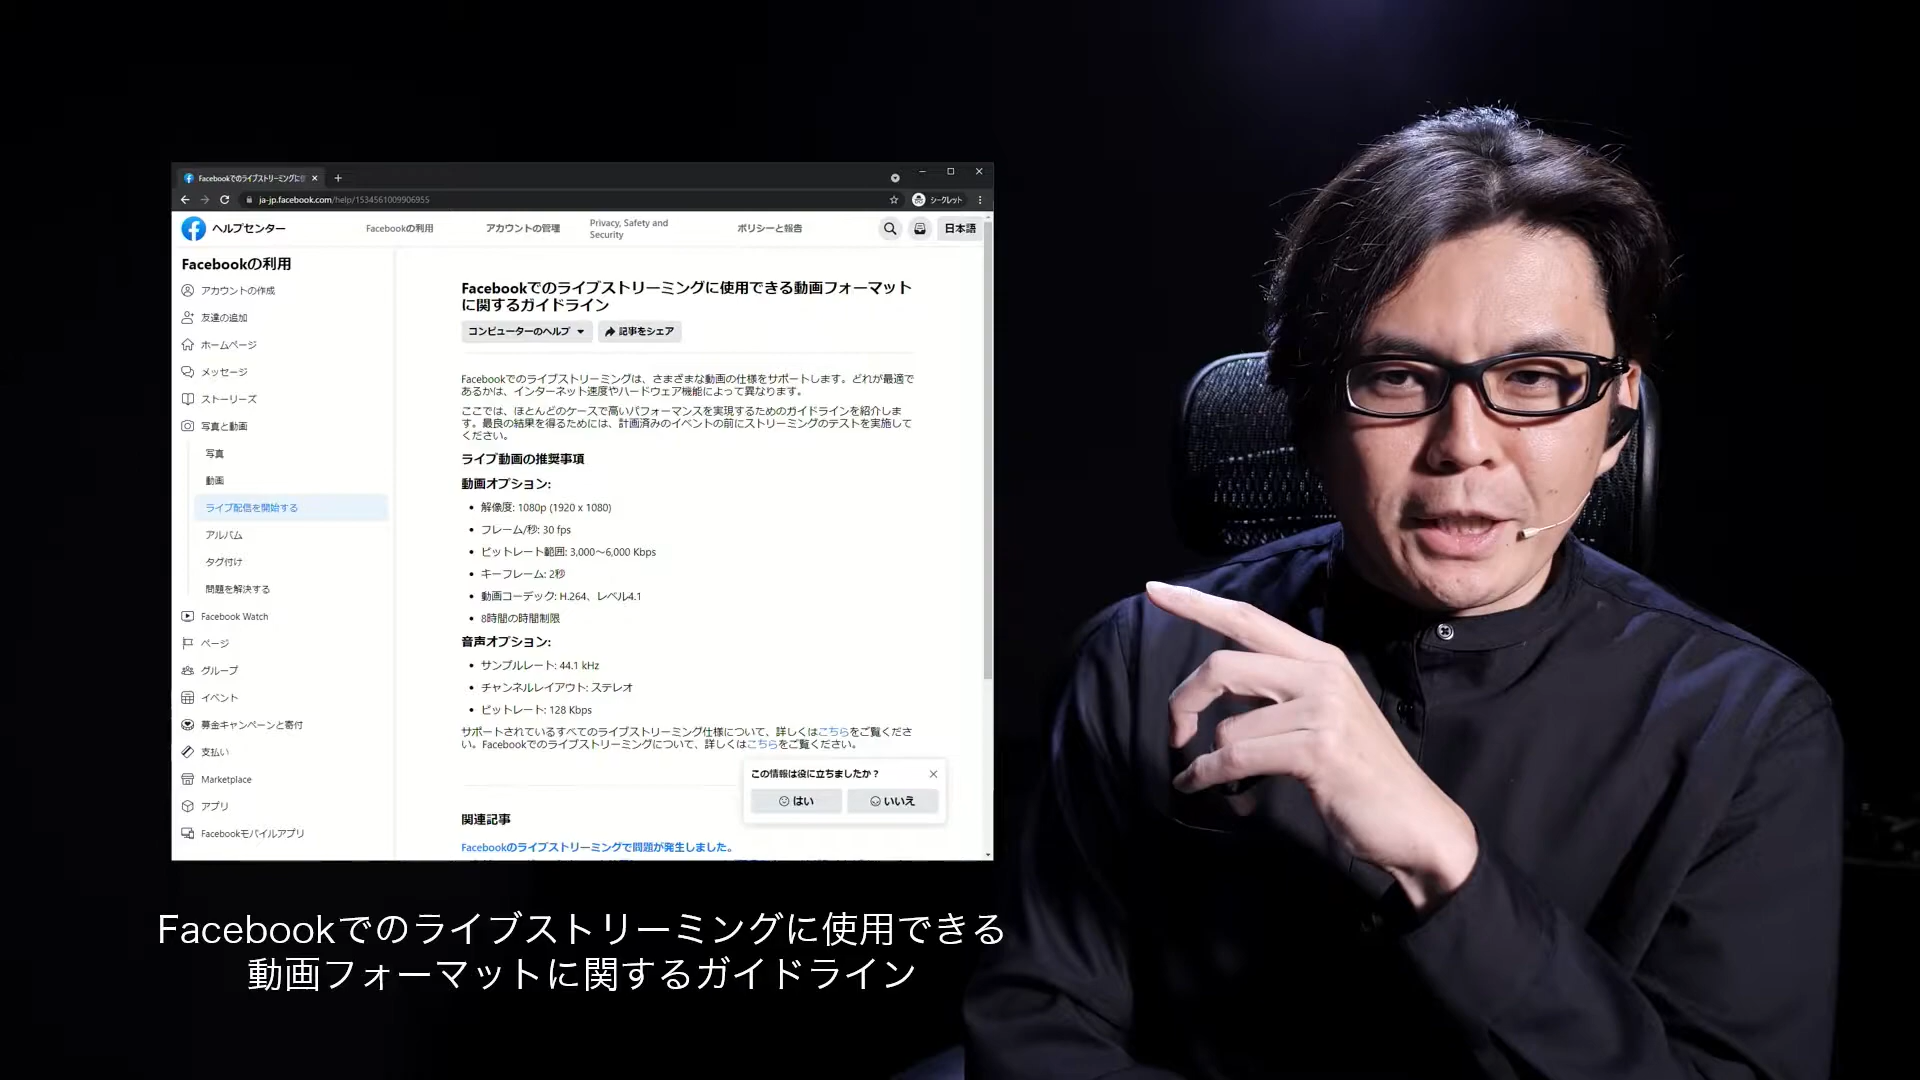 Facebookでのライブストリーミングに
ja-jp.facebook.com/help/1534561009906955
シークレット
ヘルプセンター
Facebookの利用
アカウントの管理
Privacy, Safety and
Security
ポリシーと報告
日本語
Facebookの利用
アカウントの作成
友達の追加
ホームページ
メッセージ
ストーリーズ
写真と動画
写真
動画
ライブ配信を開始する
アルバム
タグ付け
問題を解決する
Facebook Watch
ページ
グループ
イベント
募金キャンペーンと寄付
支払い
Marketplace
アプリ
Facebookモバイルアプリ
Facebookでのライブストリーミングに使用できる動画フォーマット
に関するガイドライン
コンピューターのヘルプ
記事をシェア
Facebookでのライブストリーミングは、さまざまな動画の仕様をサポートします。どれが最適で
あるかは、インターネット速度やハードウェア機能によって異なります。
ここでは、ほとんどのケースで高いパフォーマンスを実現するためのガイドラインを紹介しま
す。最良の結果を得るためには、計画済みのイベントの前にストリーミングのテストを実施して
ください。
ライブ動画の推奨事項
動画オプション:
• 解像度: 1080p (1920 x 1080)
• フレーム/秒: 30 fps
• ビットレート範囲: 3,000～6,000 Kbps
• キーフレーム: 2秒
• 動画コーデック: H.264、レベル4.1
• 8時間の時間制限
音声オプション:
• サンプルレート: 44.1 kHz
• チャンネルレイアウト: ステレオ
• ビットレート: 128 Kbps
サポートされているすべてのライブストリーミング仕様について、詳しくはこちらをご覧くださ
い。Facebookでのライブストリーミングについて、詳しくはこちらをご覧ください。
この情報は役に立ちましたか？
はい
いいえ
関連記事
Facebookのライブストリーミングで問題が発生しました。
Facebookでのライブストリーミングに使用できる
動画フォーマットに関するガイドライン